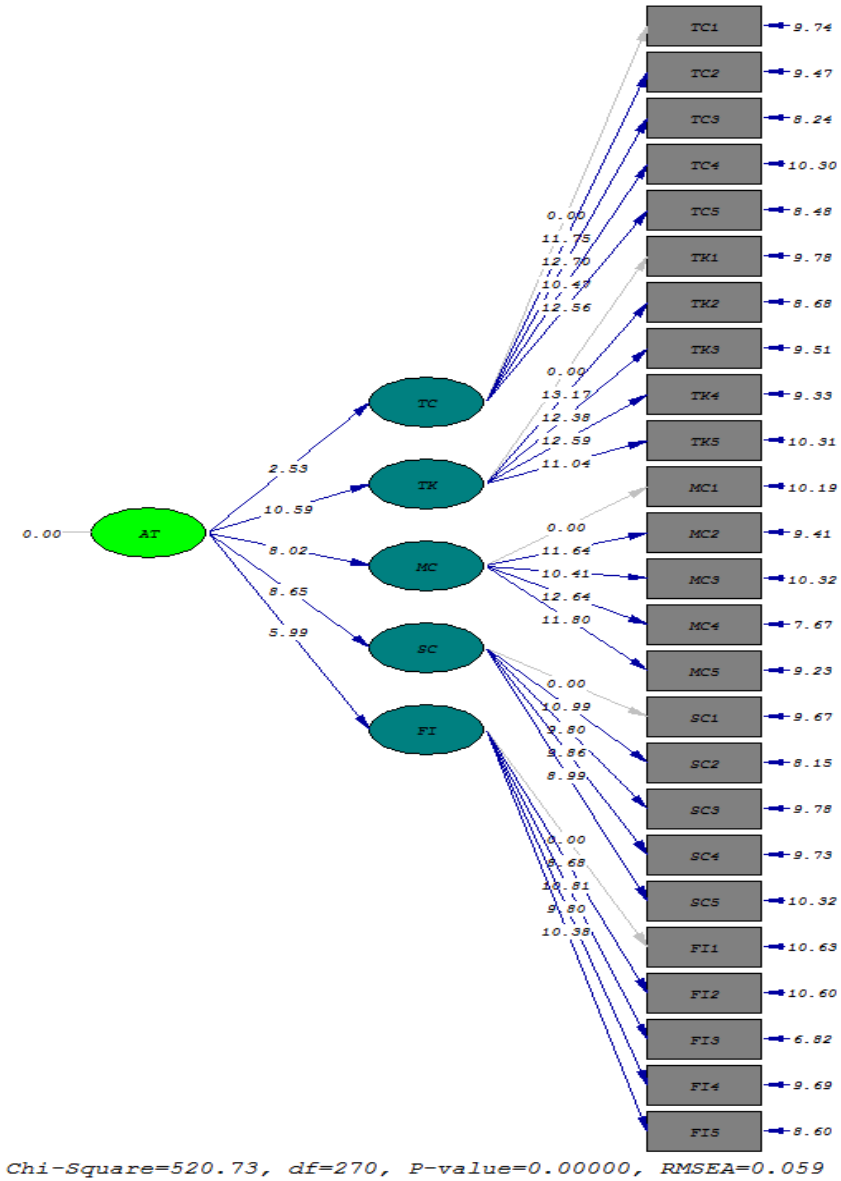 TC1 9.74
TC2 9.47
TC3 8.24
TC4 10.30
0.00 TC5 8.48
11.75
12.70 TK1 9.78
10.47
12.56 TK2 8.68
TK3 9.51
0.00
13.17 TK4 9.33
TC 12.38
12.59 TK5 10.31
2.53 11.04
TK MC1 10.19
10.59
0.00 AT 0.00 MC2 9.41
11.64
8.02 MC 10.41 MC3 10.32
8.65 12.64
11.80 MC4 7.67
5.99 SC
MC5 9.23
0.00
10.99 SC1 9.67
FI 9.80
9.86 SC2 8.15
8.99
SC3 9.78
0.00
SC4 9.73
8.68
10.81 SC5 10.32
9.80
10.38 FI1 10.63
FI2 10.60
FI3 6.82
FI4 9.69
FI5 8.60
Chi-Square=520.73, df=270, P-value=0.00000, RMSEA=0.059